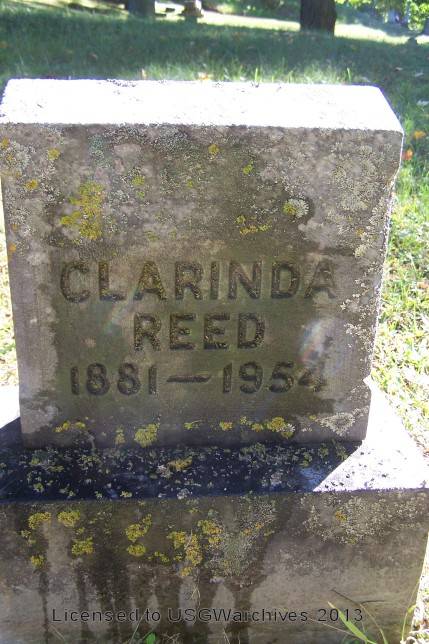 CLARINDA
REED
1881—1954
Licensed to USGWarchives 2013